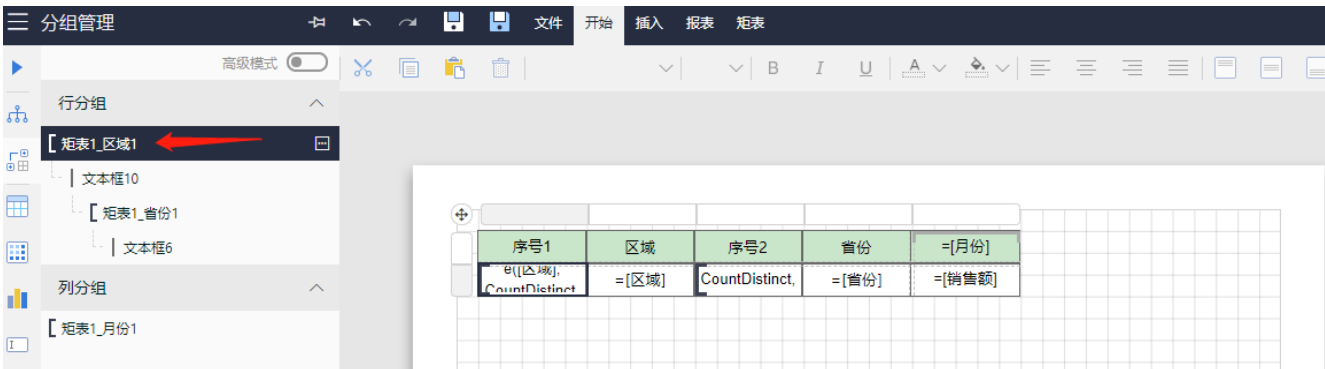 分组管理
文件 开始 插入 报表 矩表
高级模式
B I U A
行分组
矩表1_区域1
文本框10
矩表1_省份1
文本框6
列分组
矩表1_月份1
序号1 区域 序号2 省份 =[月份]
e([区域],
CountDistinct
=[区域] CountDistinct, =[省份] =[销售额]